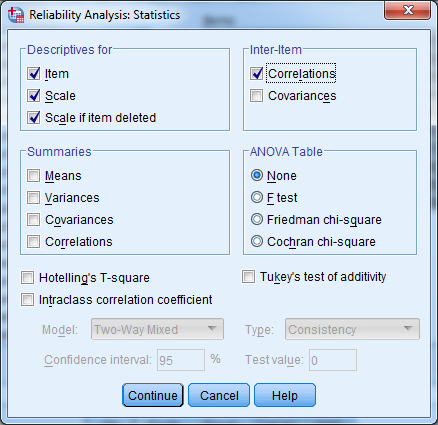 Reliability Analysis: Statistics
Descriptives for
Item
Scale
Scale if item deleted
Inter-Item
Correlations
Covariances
Summaries
Means
Variances
Covariances
Correlations
ANOVA Table
None
F test
Friedman chi-square
Cochran chi-square
Hotelling's T-square
Tukey's test of additivity
Intraclass correlation coefficient
Model: Two-Way Mixed Type: Consistency
Confidence interval: 95 % Test value: 0
Continue Cancel Help